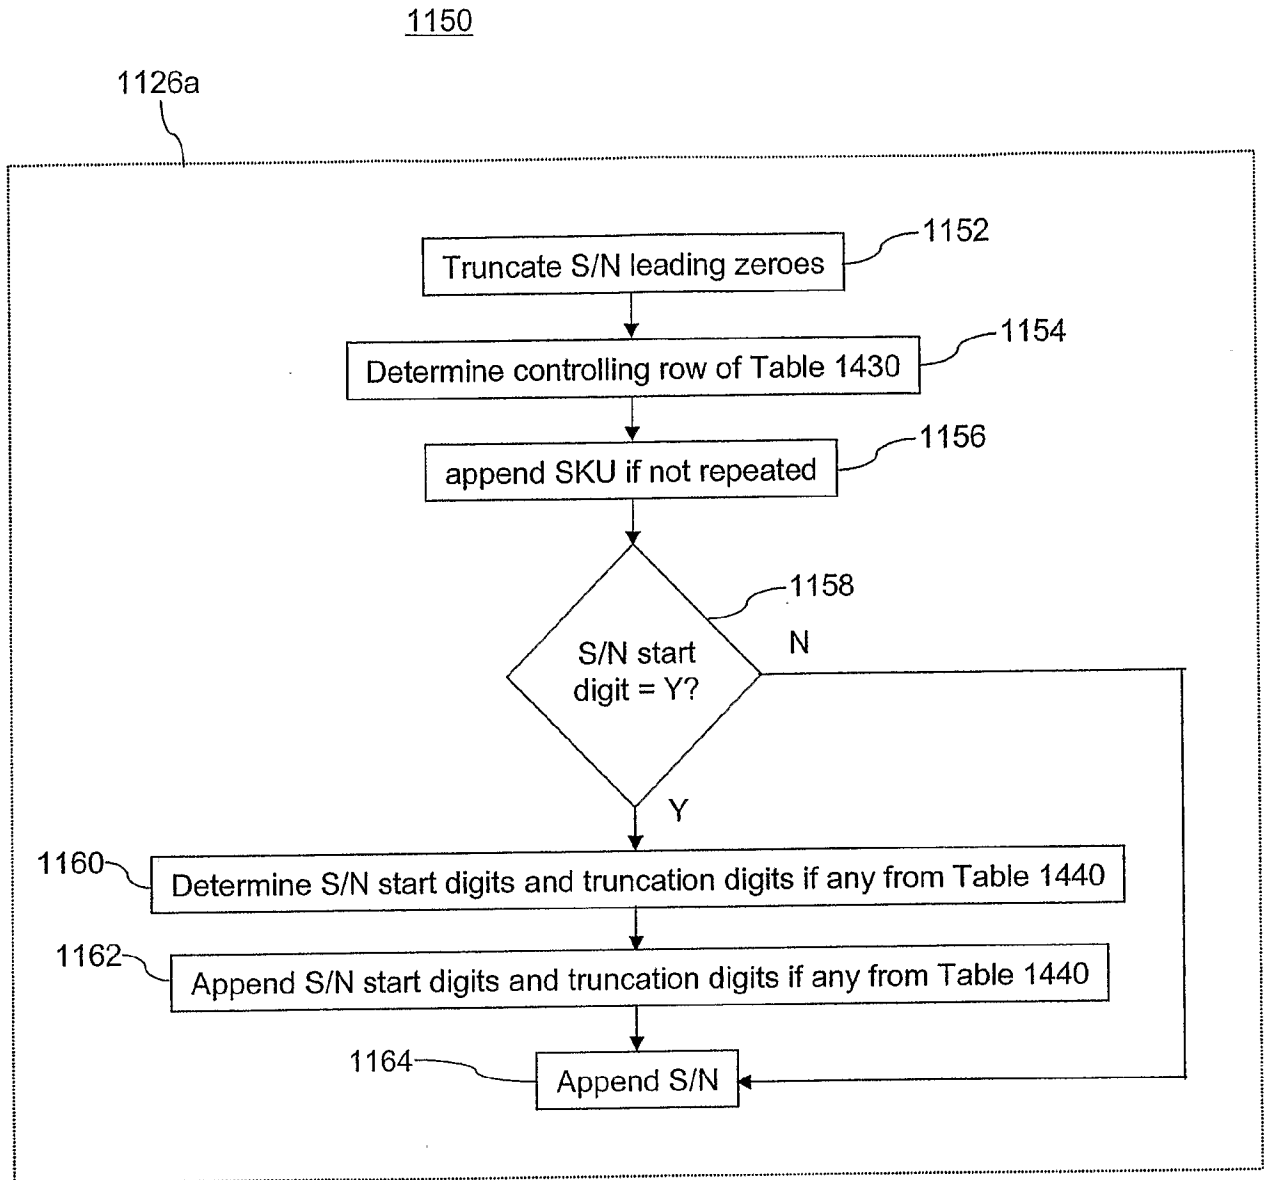 1150
1126a
1152
Truncate S/N leading zeroes
1154
Determine controlling row of Table 1430
1156
append SKU if not repeated
1158
S/N start
digit = Y?
N
Y
1160
Determine S/N start digits and truncation digits if any from Table 1440
1162
Append S/N start digits and truncation digits if any from Table 1440
1164
Append S/N